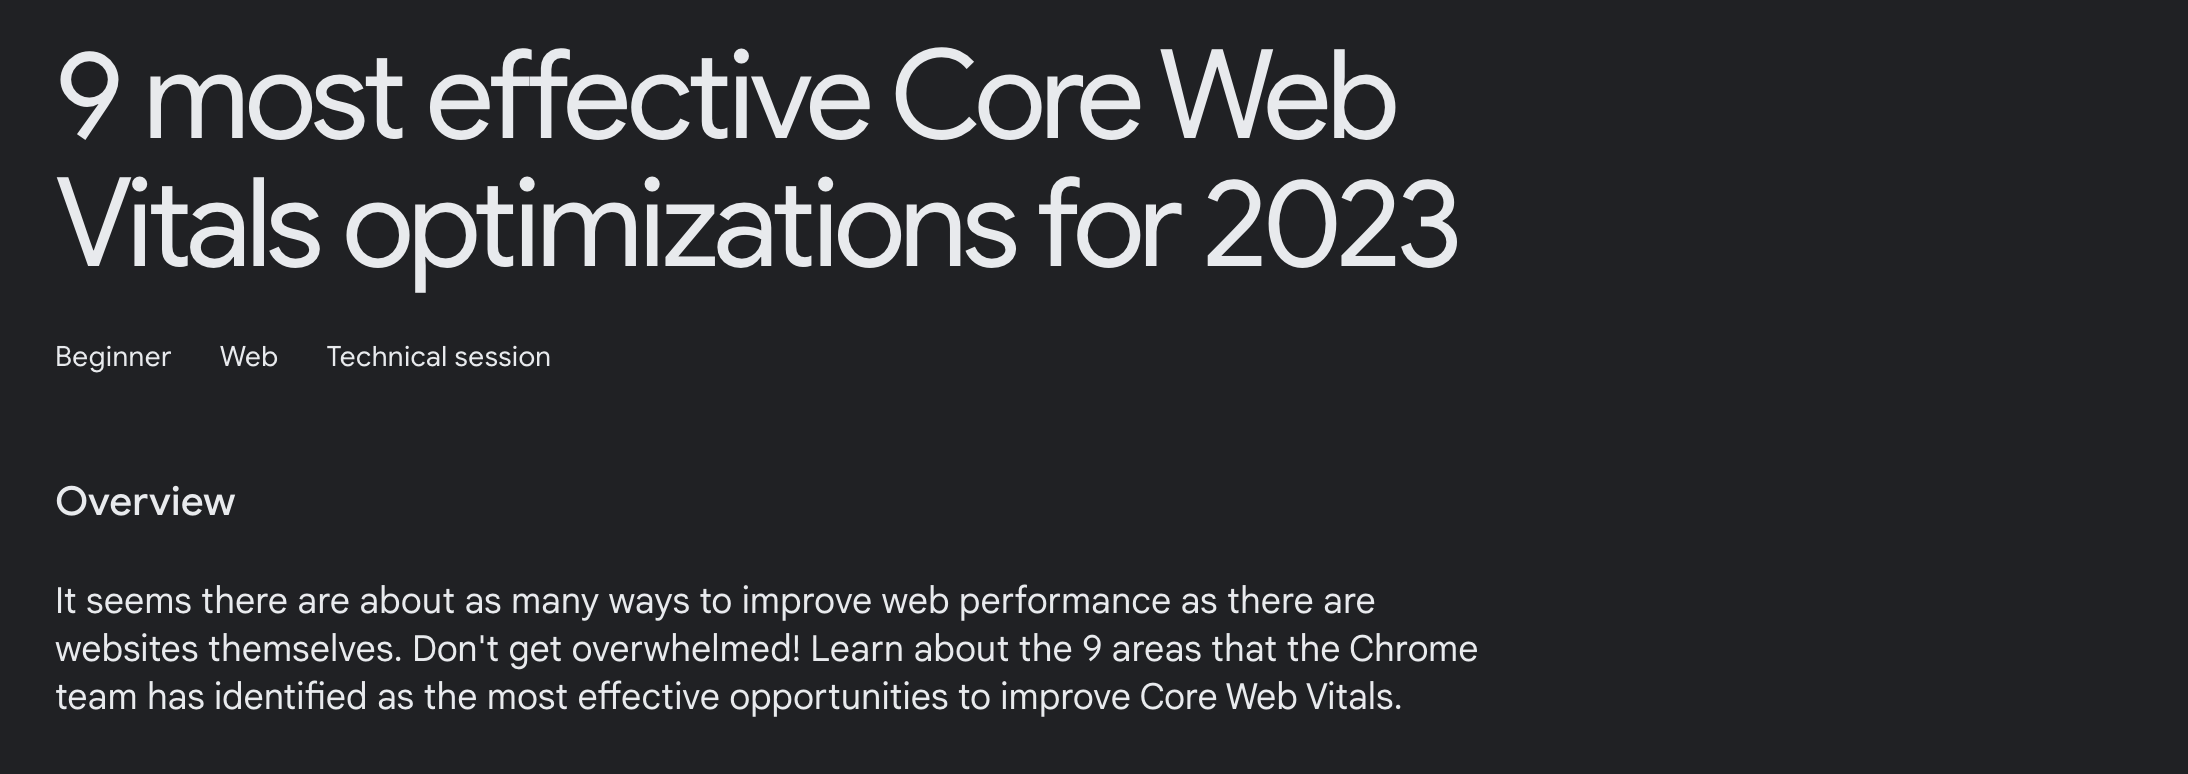 9 most effective Core Web
Vitals optimizations for 2023
Beginner Web Technical session
Overview
It seems there are about as many ways to improve web performance as there are
websites themselves. Don't get overwhelmed! Learn about the 9 areas that the Chrome
team has identified as the most effective opportunities to improve Core Web Vitals.